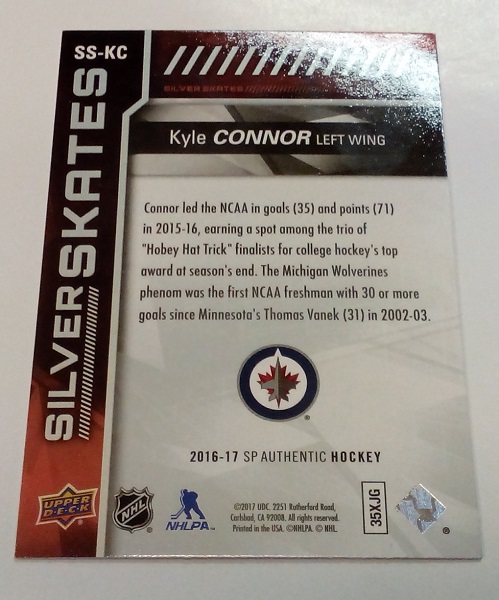 SS-KC
SILVER SKATES
SILVERSKATES
Kyle CONNOR LEFT WING
Connor led the NCAA in goals (35) and points (71)
in 2015-16, earning a spot among the trio of
"Hobey Hat Trick" finalists for college hockey's top
award at season's end. The Michigan Wolverines
phenom was the first NCAA freshman with 30 or more
goals since Minnesota's Thomas Vanek (31) in 2002-03.
®
2016-17 SP AUTHENTIC HOCKEY
UPPER
DECK
NHL
NHLPA
©2017 UDC. 2251 Rutherford Road,
Carlsbad, CA 92008. All rights reserved.
Printed in the USA. ©NHLPA. © NHL.
35XJG
®